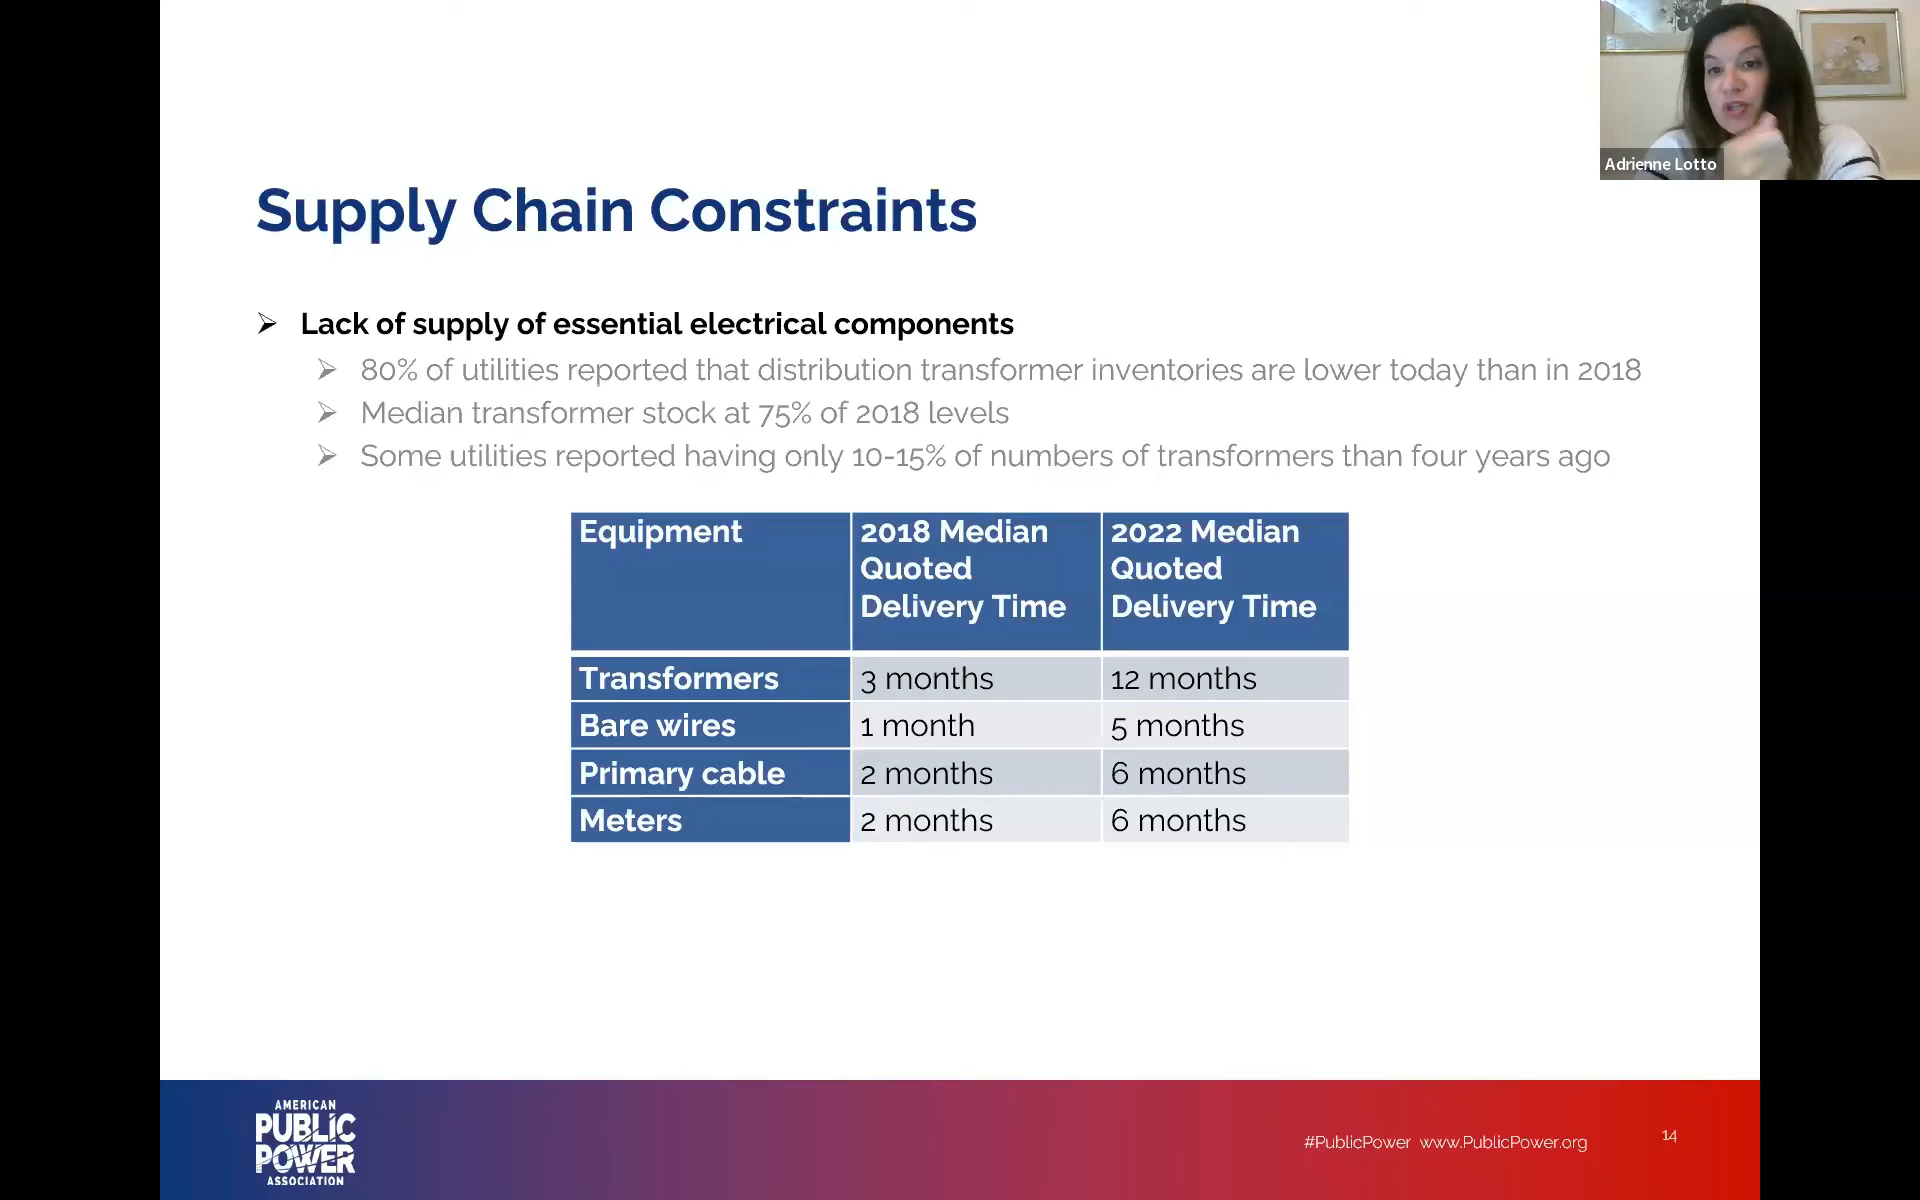 Adrienne Lotto
Supply Chain Constraints
➢ Lack of supply of essential electrical components
➢ 80% of utilities reported that distribution transformer inventories are lower today than in 2018
➢ Median transformer stock at 75% of 2018 levels
➢ Some utilities reported having only 10-15% of numbers of transformers than four years ago
Equipment
2018 Median
Quoted
Delivery Time
2022 Median
Quoted
Delivery Time
Transformers 3 months 12 months
Bare wires 1 month 5 months
Primary cable 2 months 6 months
Meters 2 months 6 months
AMERICAN
PUBLIC
POWER
ASSOCIATION
#PublicPower www.PublicPower.org
14